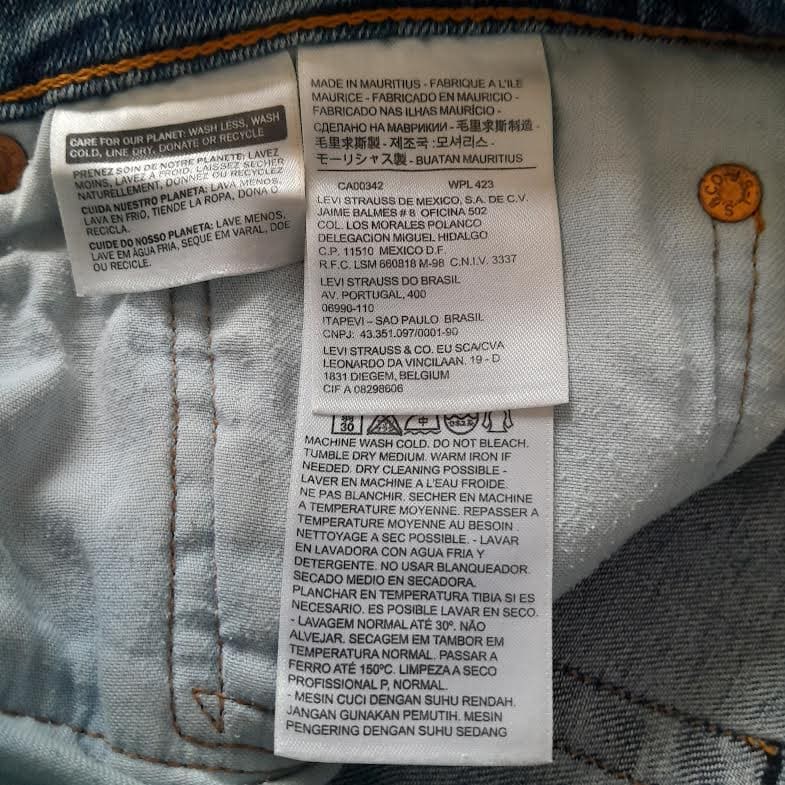 CARE FOR OUR PLANET: WASH LESS, WASH
COLD, LINE DRY, DONATE OR RECYCLE
PRENEZ SOIN DE NOTRE PLANETE: LAVEZ
MOINS, LAVEZ A FROID, LAISSEZ SECHER
NATURELLEMENT, DONNEZ OU RECYCLEZ
CUIDA NUESTRO PLANETA: LAVA MENOS,
LAVA EN FRIO, TIENDE LA ROPA, DONA O
RECICLA.
CUIDE DO NOSSO PLANETA: LAVE MENOS,
LAVE EM ÁGUA FRIA, SEQUE EM VARAL, DOE
OU RECICLE.
MADE IN MAURITIUS - FABRIQUE A L'ILE
MAURICE - FABRICADO EN MAURICIO -
FABRICADO NAS ILHAS MAURÍCIO -
СДЕЛАНО НА МАВРИКИИ - 毛里求斯制造 -
毛里求斯製 - 제조국 :모셔리스 -
モーリシャス製 - BUATAN MAURITIUS
CA00342 WPL 423
LEVI STRAUSS DE MEXICO, S.A. DE C.V.
JAIME BALMES # 8 OFICINA 502
COL. LOS MORALES POLANCO
DELEGACION MIGUEL HIDALGO
C.P. 11510 MEXICO D.F.
R.F.C. LSM 660818 M-98 C.N.I.V. 3337
LEVI STRAUSS DO BRASIL
AV. PORTUGAL, 400
06990-110
ITAPEVI – SAO PAULO BRASIL
CNPJ: 43.351.097/0001-90
LEVI STRAUSS & CO. EU SCA/CVA
LEONARDO DA VINCILAAN. 19 - D
1831 DIEGEM, BELGIUM
CIF A 08298606
30 中
MACHINE WASH COLD. DO NOT BLEACH.
TUMBLE DRY MEDIUM. WARM IRON IF
NEEDED. DRY CLEANING POSSIBLE -
LAVER EN MACHINE A L'EAU FROIDE.
NE PAS BLANCHIR. SECHER EN MACHINE
A TEMPERATURE MOYENNE. REPASSER A
TEMPERATURE MOYENNE AU BESOIN.
NETTOYAGE A SEC POSSIBLE. - LAVAR
EN LAVADORA CON AGUA FRIA Y
DETERGENTE. NO USAR BLANQUEADOR.
SECADO MEDIO EN SECADORA.
PLANCHAR EN TEMPERATURA TIBIA SI ES
NECESARIO. ES POSIBLE LAVAR EN SECO.
- LAVAGEM NORMAL ATÉ 30º. NÃO
ALVEJAR. SECAGEM EM TAMBOR EM
TEMPERATURA NORMAL. PASSAR A
FERRO ATÉ 150ºC. LIMPEZA A SECO
PROFISSIONAL P, NORMAL.
- MESIN CUCI DENGAN SUHU RENDAH.
JANGAN GUNAKAN PEMUTIH. MESIN
PENGERING DENGAN SUHU SEDANG